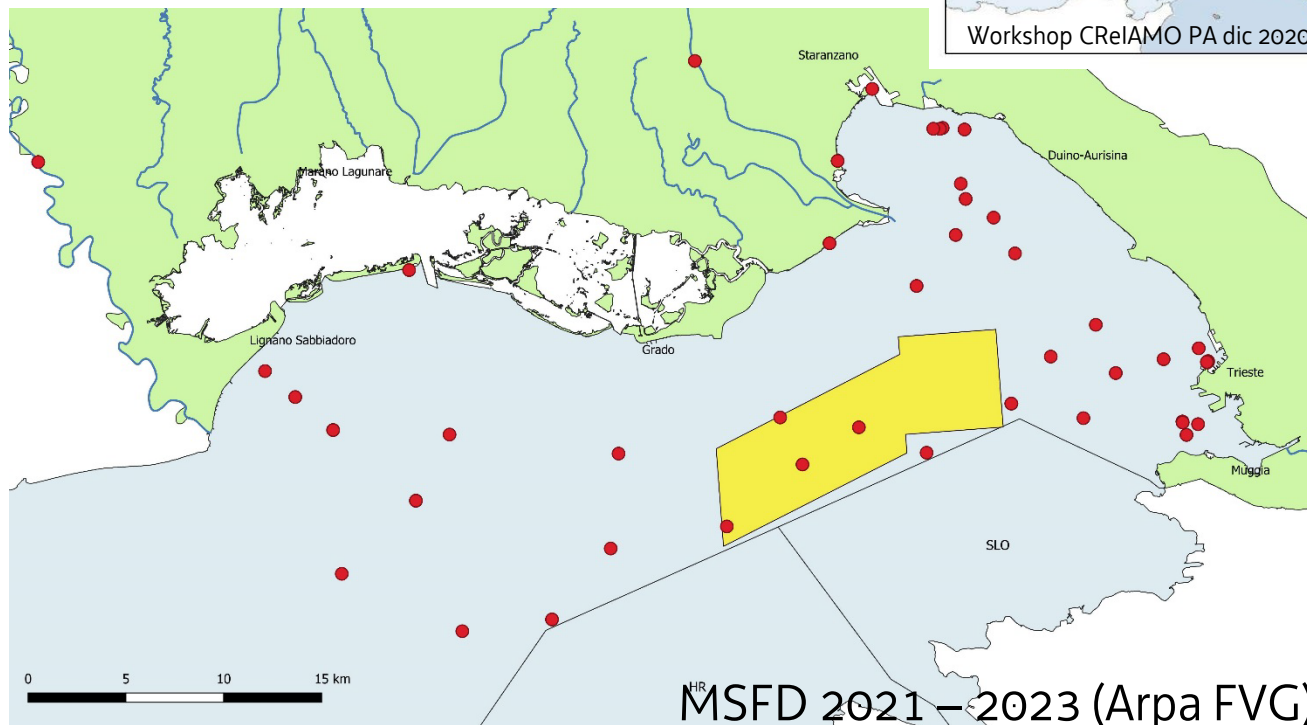 Workshop CReIAMO PA dic 2020
Staranzano
Duino-Aurisina
Marano Lagunare
Lignano Sabbiadoro
Grado
Trieste
Muggia
SLO
0 5 10 15 km
HR
MSFD 2021 – 2023 (Arpa FVG)